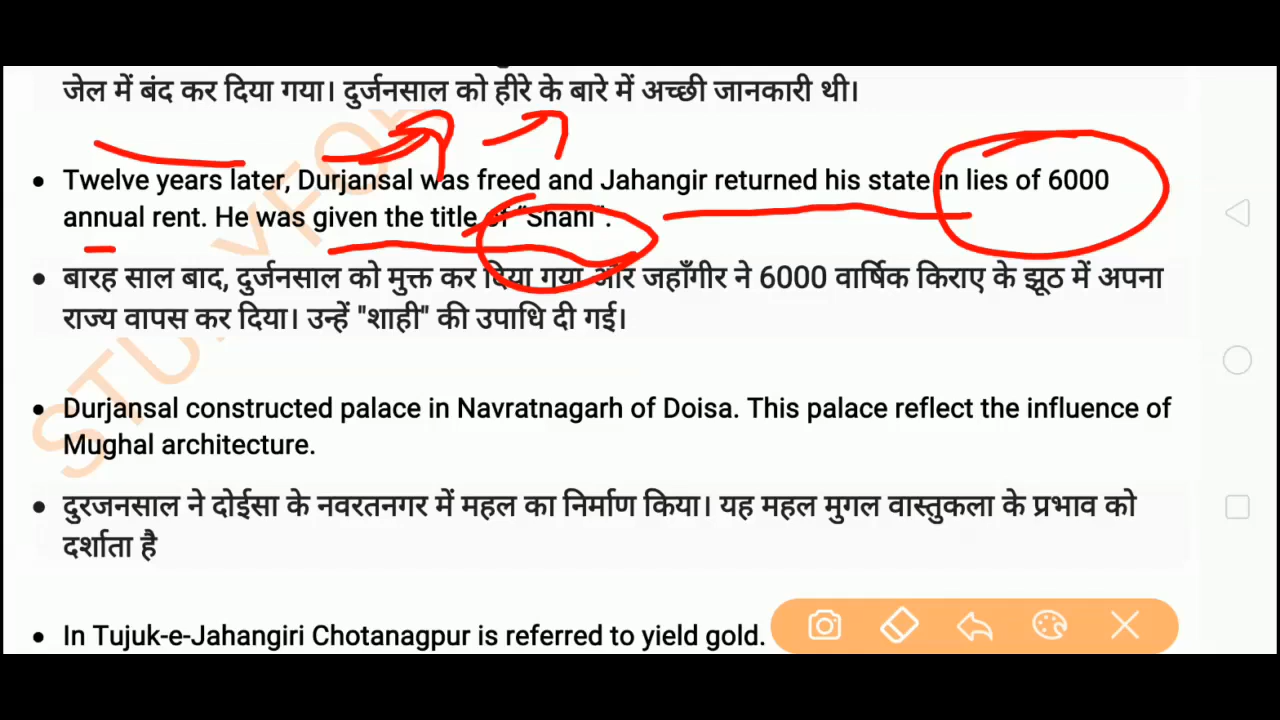 जेल में बंद कर दिया गया। दुर्जनसाल को हीरे के बारे में अच्छी जानकारी थी।
• Twelve years later, Durjansal was freed and Jahangir returned his state in lies of 6000
annual rent. He was given the title of “Shahi”.
• बारह साल बाद, दुर्जनसाल को मुक्त कर दिया गया और जहाँगीर ने 6000 वार्षिक किराए के झूठ में अपना
राज्य वापस कर दिया। उन्हें "शाही" की उपाधि दी गई।
• Durjansal constructed palace in Navratnagarh of Doisa. This palace reflect the influence of
Mughal architecture.
• दुरजनसाल ने दोईसा के नवरतनगर में महल का निर्माण किया। यह महल मुगल वास्तुकला के प्रभाव को
दर्शाता है
• In Tujuk-e-Jahangiri Chotanagpur is referred to yield gold.